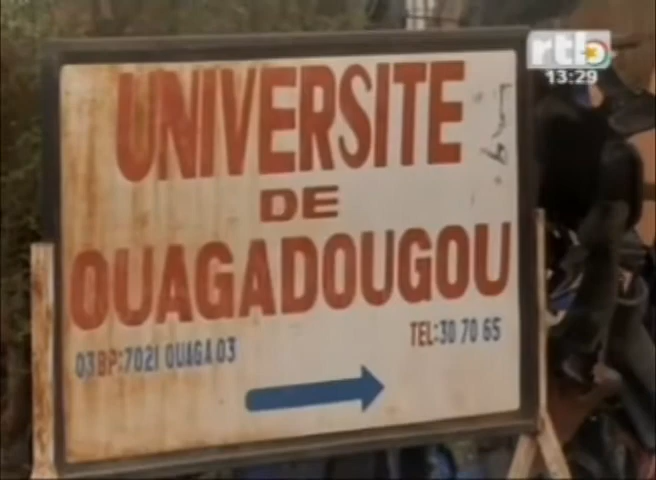 rtb
13:29
UNIVERSITE
DE
OUAGADOUGOU
03 BP:7021 OUAGA 03
TEL:30 70 65